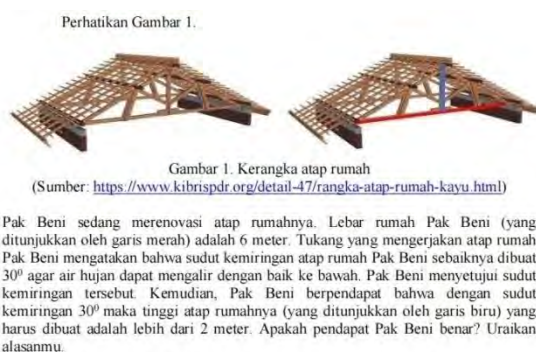 Perhatikan Gambar 1.
Gambar 1. Kerangka atap rumah
(Sumber: https://www.kibrispdr.org/detail-47/rangka-atap-rumah-kayu.html)
Pak Beni sedang merenovasi atap rumahnya. Lebar rumah Pak Beni (yang
ditunjukkan oleh garis merah) adalah 6 meter. Tukang yang mengerjakan atap rumah
Pak Beni mengatakan bahwa sudut kemiringan atap rumah Pak Beni sebaiknya dibuat
30⁰ agar air hujan dapat mengalir dengan baik ke bawah. Pak Beni menyetujui sudut
kemiringan tersebut. Kemudian, Pak Beni berpendapat bahwa dengan sudut
kemiringan 30⁰ maka tinggi atap rumahnya (yang ditunjukkan oleh garis biru) yang
harus dibuat adalah lebih dari 2 meter. Apakah pendapat Pak Beni benar? Uraikan
alasanmu.